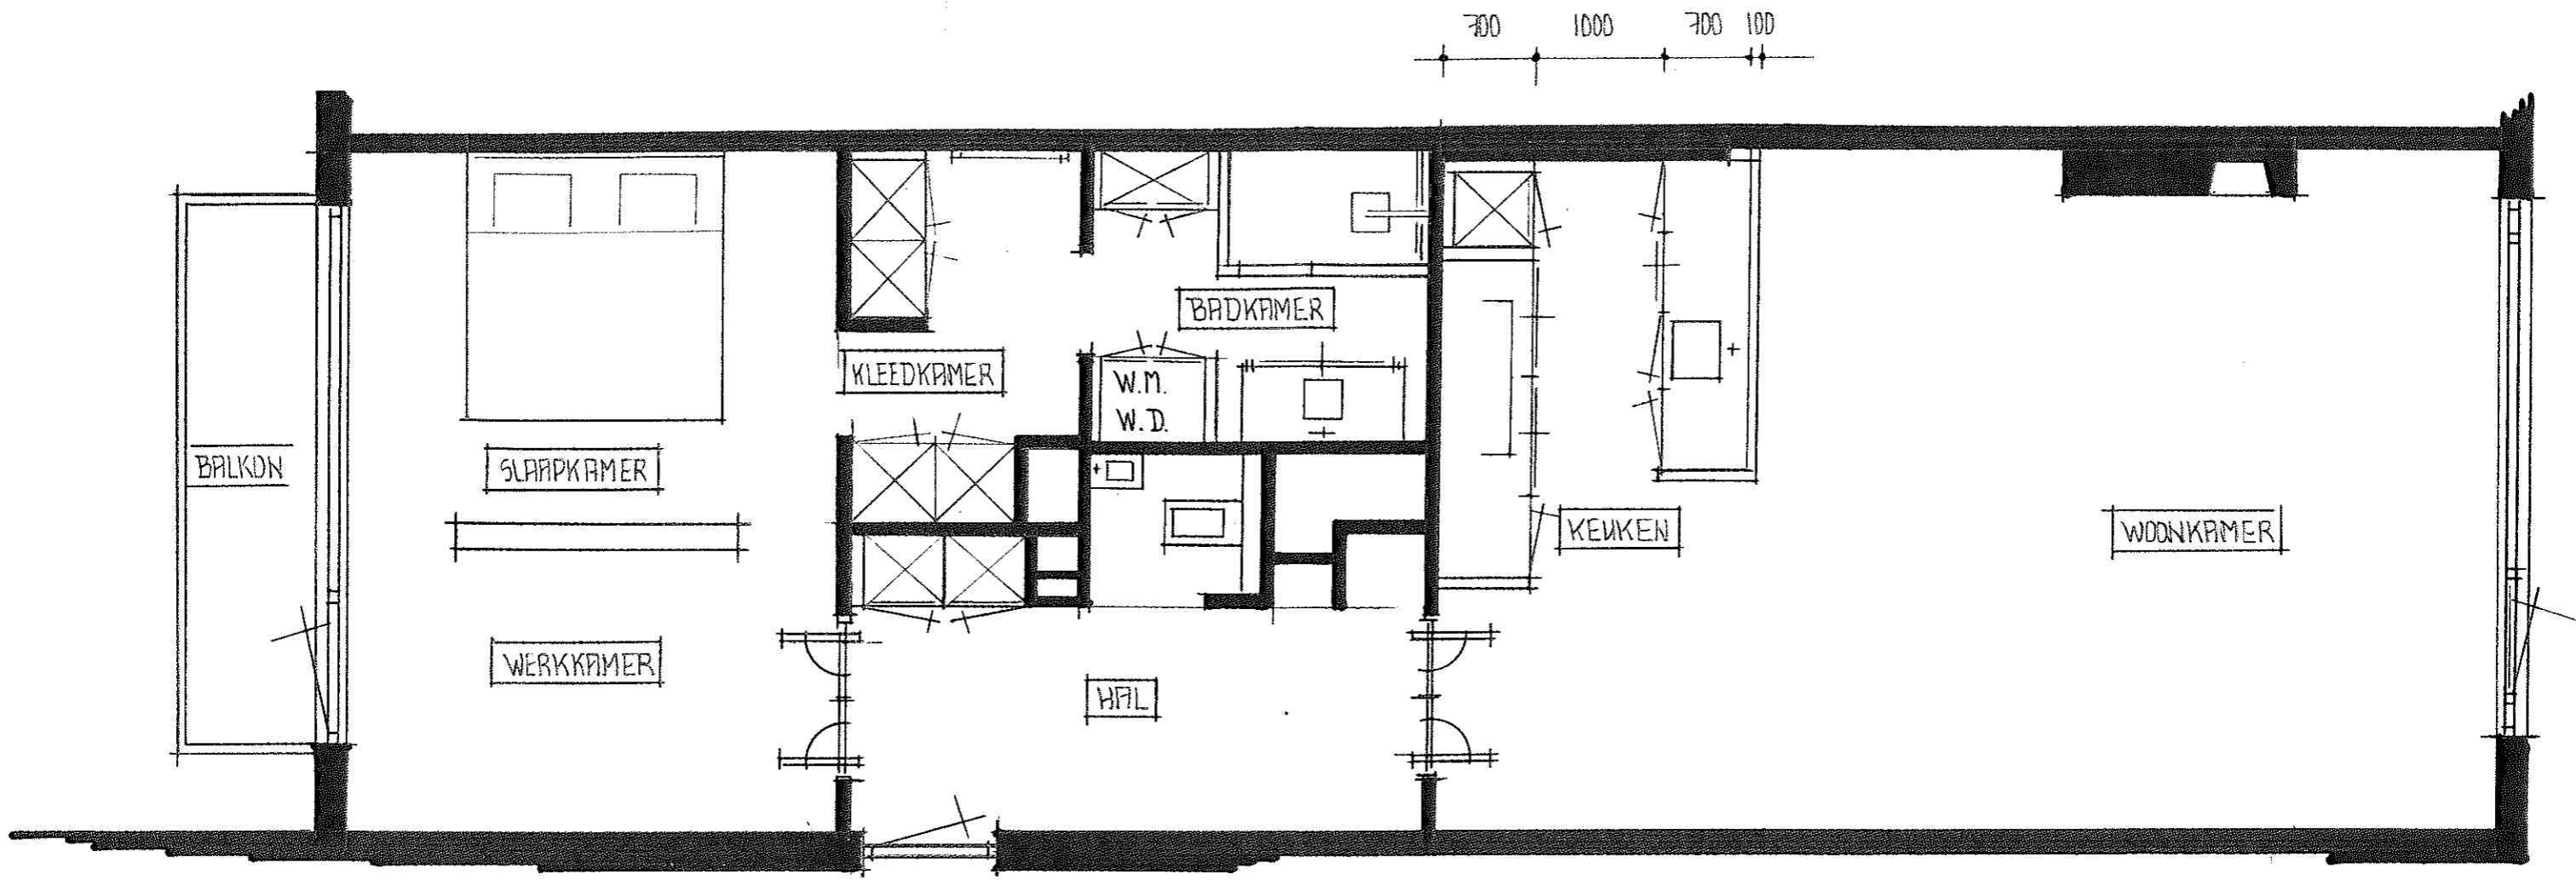 700 1000 700 100
BADKAMER
KLEEDKAMER
W.M.
W.D.
BALKON
SLAAPKAMER
KEUKEN
WOONKAMER
WERKKAMER
HAL